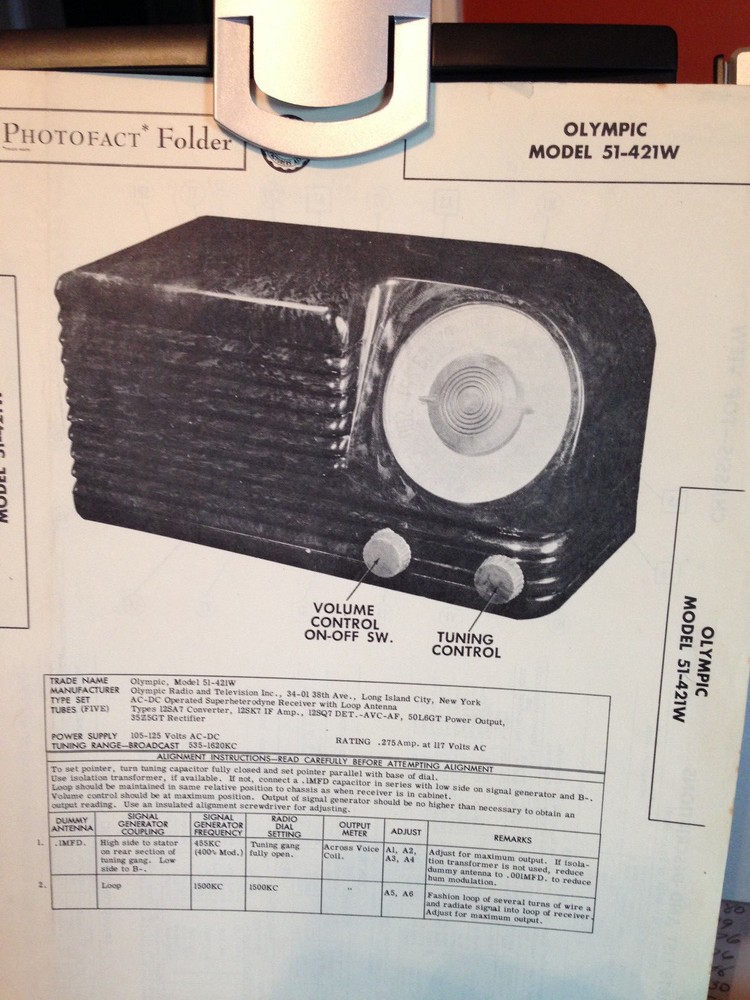 PHOTOFACT* Folder
OLYMPIC
MODEL 51-421W
MODEL 51-421W
VOLUME
CONTROL
ON-OFF SW.
TUNING
CONTROL
OLYMPIC
MODEL 51-421W
TRADE NAME Olympic, Model 51-421W
MANUFACTURER Olympic Radio and Television Inc., 34-01 38th Ave., Long Island City, New York
TYPE SET AC-DC Operated Superheterodyne Receiver with Loop Antenna
TUBES (FIVE) Types 12SA7 Converter, 12SK7 IF Amp., 12SQ7 DET.-AVC-AF, 50L6GT Power Output,
35Z5GT Rectifier
POWER SUPPLY 105-125 Volts AC-DC RATING .275Amp. at 117 Volts AC
TUNING RANGE—BROADCAST 535-1620KC
ALIGNMENT INSTRUCTIONS—READ CAREFULLY BEFORE ATTEMPTING ALIGNMENT
To set pointer, turn tuning capacitor fully closed and set pointer parallel with base of dial.
Use isolation transformer, if available. If not, connect a .1MFD capacitor in series with low side on signal generator and B-.
Loop should be maintained in same relative position to chassis as when receiver is in cabinet.
Volume control should be at maximum position. Output of signal generator should be no higher than necessary to obtain an
output reading. Use an insulated alignment screwdriver for adjusting.
DUMMY ANTENNA SIGNAL GENERATOR COUPLING SIGNAL GENERATOR FREQUENCY RADIO DIAL SETTING OUTPUT METER ADJUST REMARKS
1. .1MFD. High side to stator 455KC Tuning gang Across Voice A1, A2, Adjust for maximum output. If isola-
on rear section of (400~ Mod.) fully open. Coil. A3, A4 tion transformer is not used, reduce
tuning gang. Low dummy antenna to .001MFD. to reduce
side to B-. hum modulation.
2. Loop 1500KC 1500KC " A5, A6 Fashion loop of several turns of wire a
and radiate signal into loop of receiver.
Adjust for maximum output.